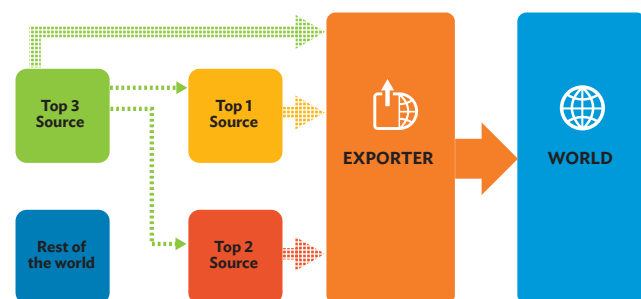 Top 3
Source
Top 1
Source
EXPORTER
WORLD
Rest of
the world
Top 2
Source